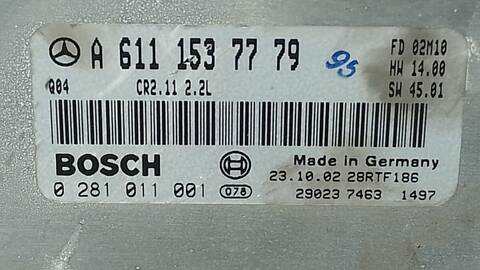 A 611 153 77 79 95 FD 02M10
HW 14.00
Q04 CR2.11 2.2L SW 45.01
BOSCH Made in Germany
23.10.02 28RTF186
0 281 011 001 078 29023 7463 1497